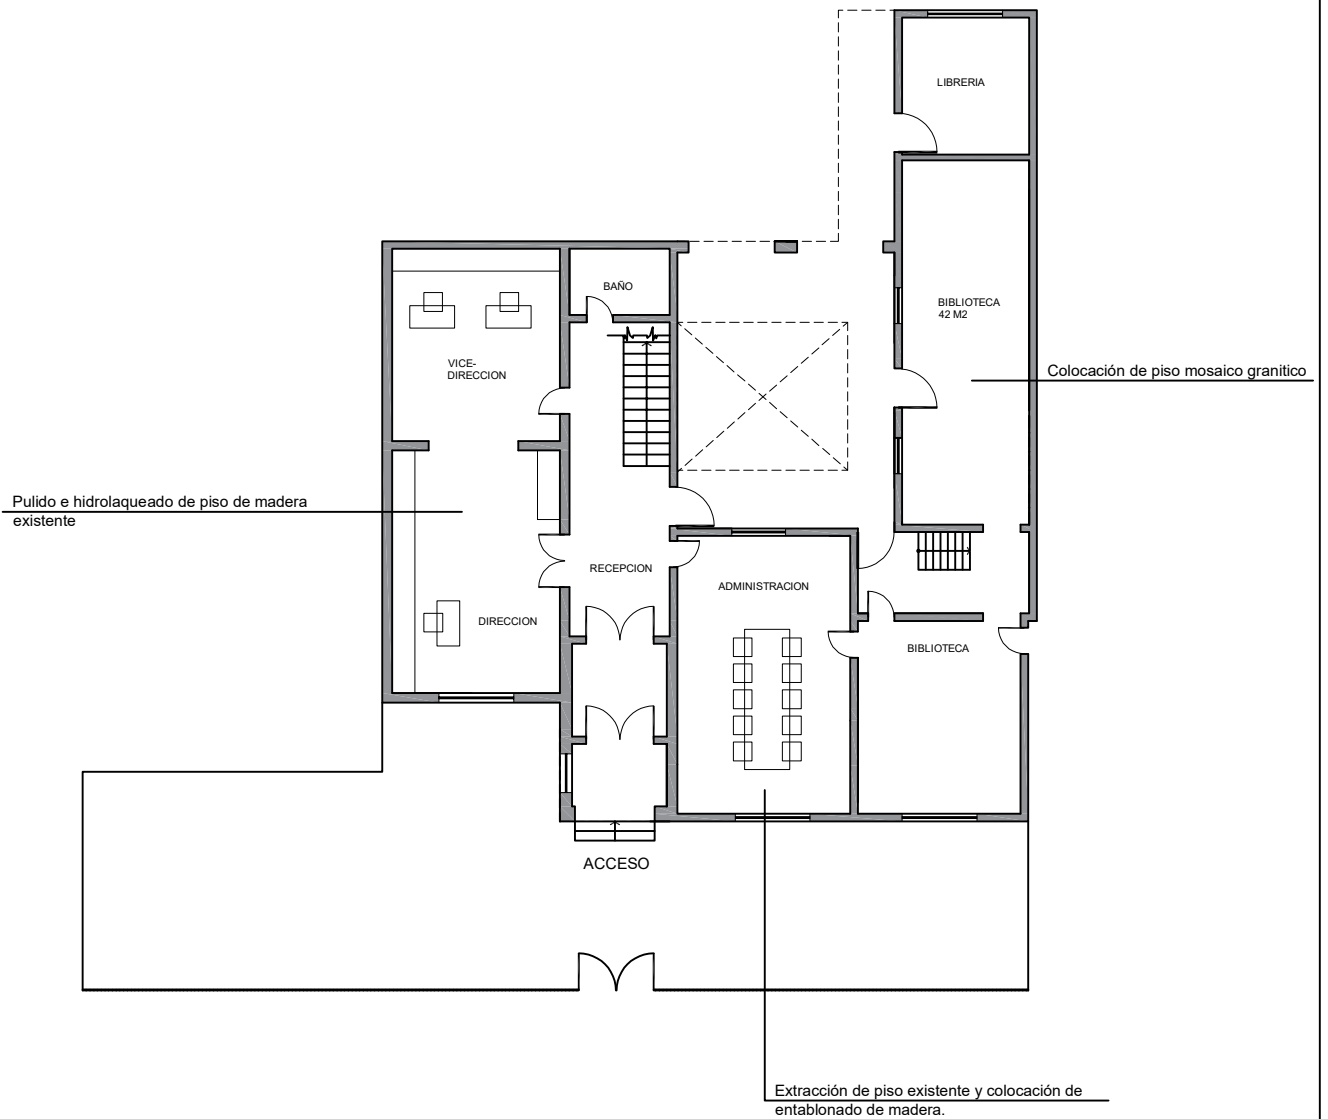 LIBRERIA
BAÑO
BIBLIOTECA
42 M2
VICE-
DIRECCION
Colocación de piso mosaico granitico
Pulido e hidrolaqueado de piso de madera
existente
RECEPCION
ADMINISTRACION
DIRECCION
BIBLIOTECA
ACCESO
Extracción de piso existente y colocación de
entablonado de madera.